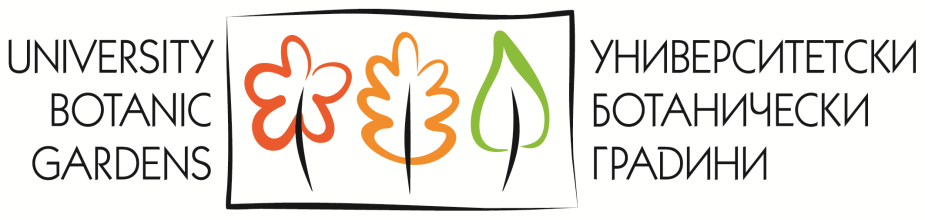 UNIVERSITY
BOTANIC
GARDENS
УНИВЕРСИТЕТСКИ
БОТАНИЧЕСКИ
ГРАДИНИ